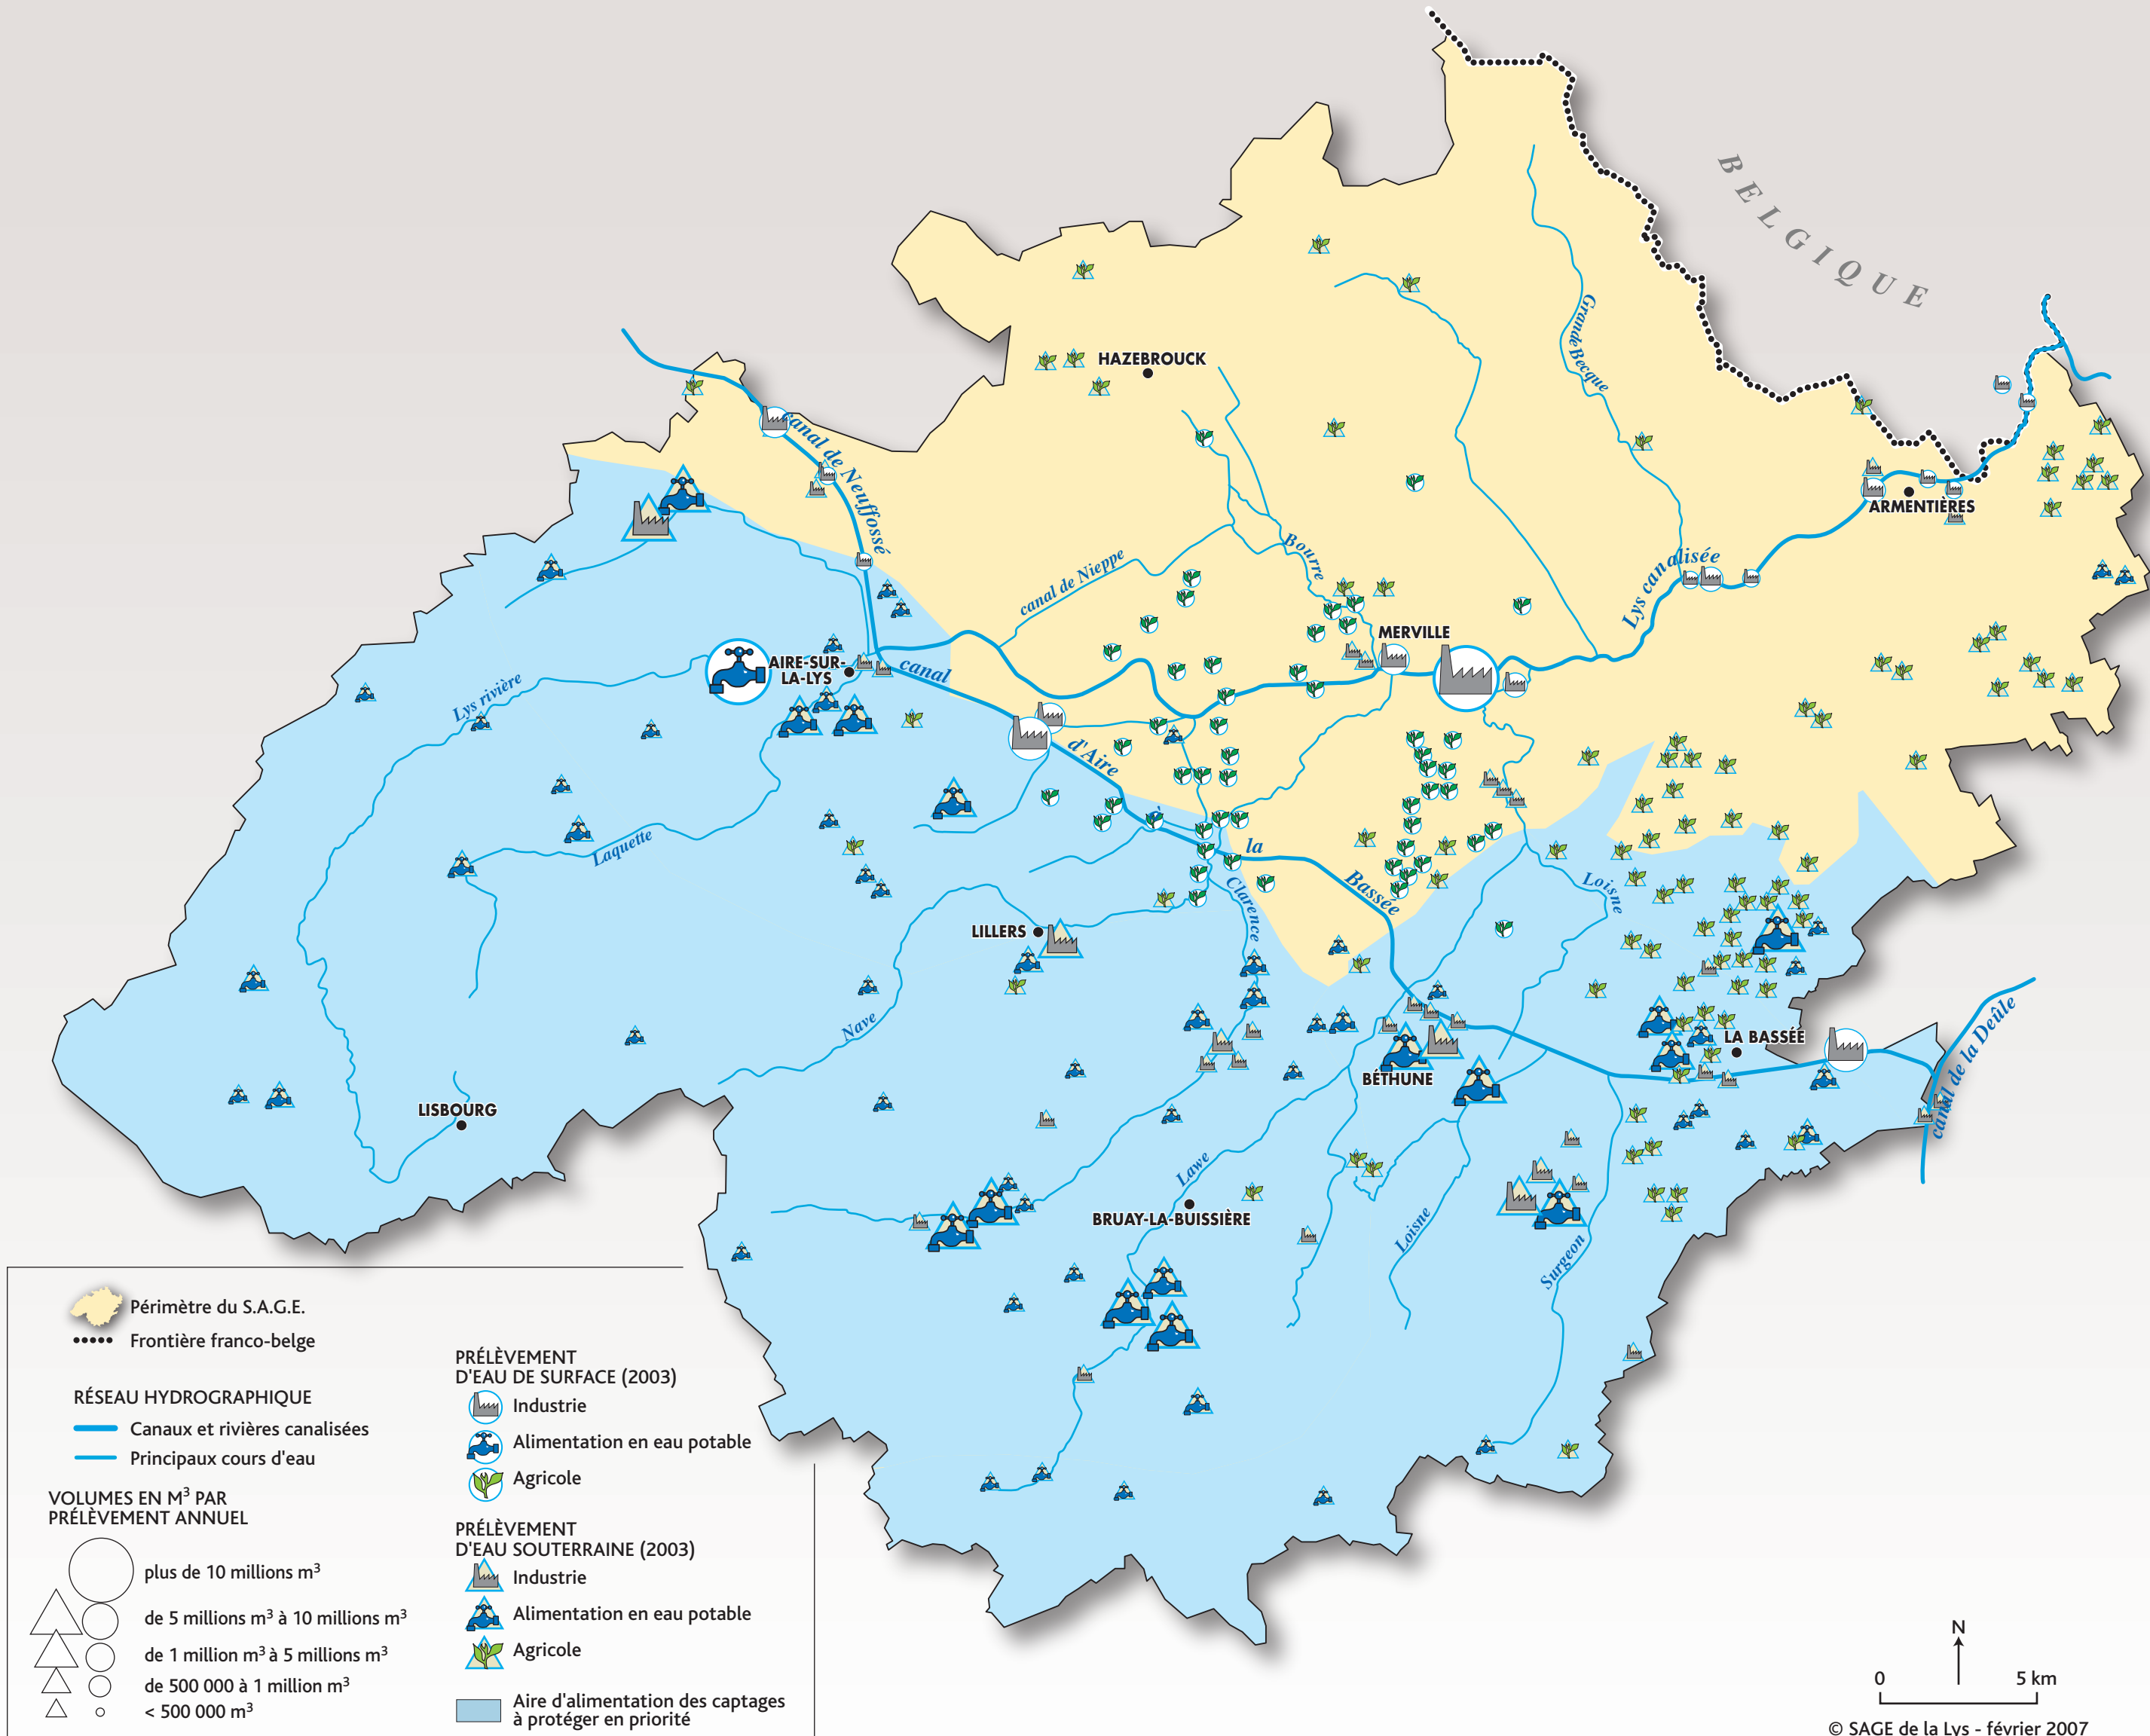 BELGIQUE
Grande Becque
HAZEBROUCK
Canal de Neuffossé
ARMENTIÈRES
Bourre
canal de Nieppe
Lys canalisée
MERVILLE
AIRE-SUR-
LA-LYS
canal
d'Aire
à
la
Bassée
Lys rivière
Laquette
Clarence
Loisne
LILLERS
Nave
LA BASSÉE
canal de la Deûle
BÉTHUNE
LISBOURG
Lawe
BRUAY-LA-BUISSIÈRE
Loisne
Surgeon
Périmètre du S.A.G.E.
Frontière franco-belge
RÉSEAU HYDROGRAPHIQUE
Canaux et rivières canalisées
Principaux cours d'eau
VOLUMES EN M³ PAR
PRÉLÈVEMENT ANNUEL
plus de 10 millions m³
de 5 millions m³ à 10 millions m³
de 1 million m³ à 5 millions m³
de 500 000 à 1 million m³
< 500 000 m³
PRÉLÈVEMENT
D'EAU DE SURFACE (2003)
Industrie
Alimentation en eau potable
Agricole
PRÉLÈVEMENT
D'EAU SOUTERRAINE (2003)
Industrie
Alimentation en eau potable
Agricole
Aire d'alimentation des captages
à protéger en priorité
N
0 5 km
© SAGE de la Lys - février 2007